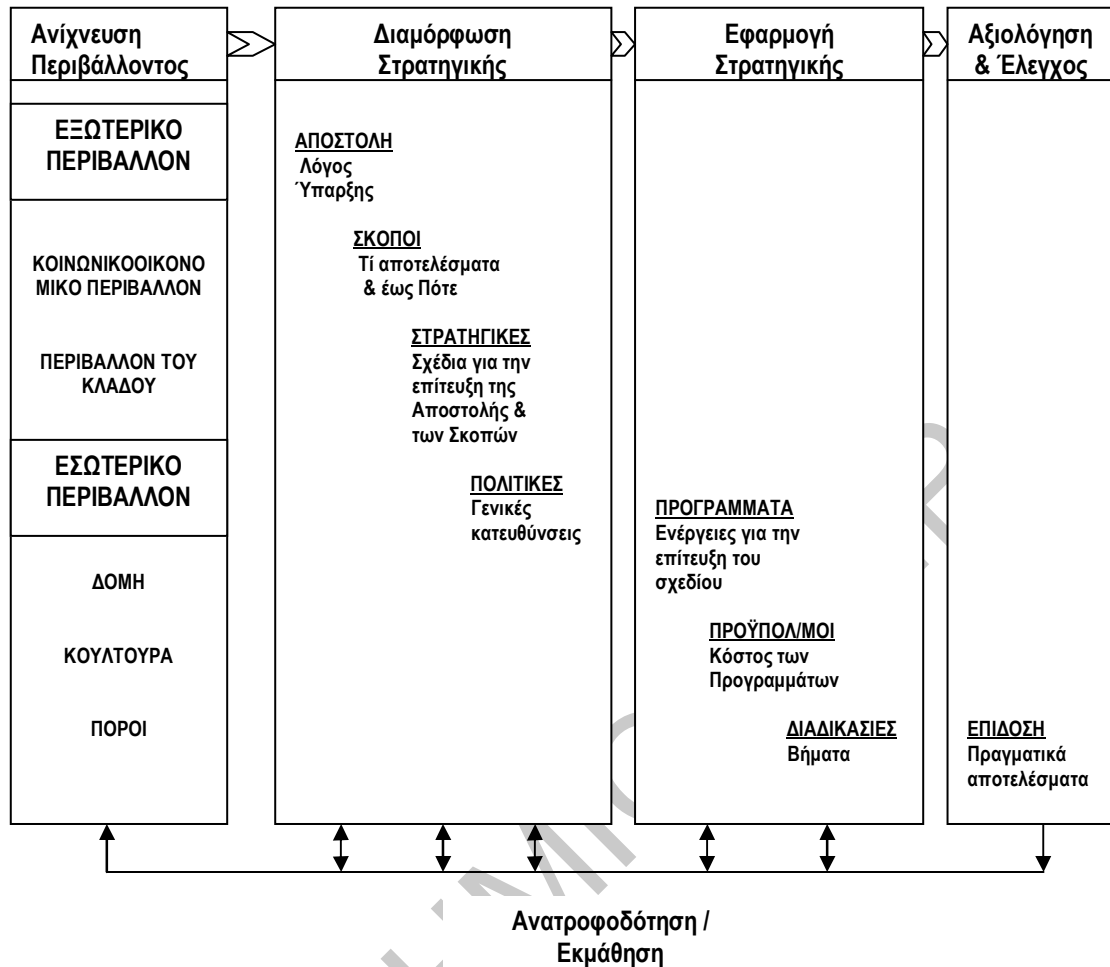 Ανίχνευση
Περιβάλλοντος
ΕΞΩΤΕΡΙΚΟ
ΠΕΡΙΒΑΛΛΟΝ
ΚΟΙΝΩΝΙΚΟΟΙΚΟΝΟ
ΜΙΚΟ ΠΕΡΙΒΑΛΛΟΝ
ΠΕΡΙΒΑΛΛΟΝ ΤΟΥ
ΚΛΑΔΟΥ
ΕΣΩΤΕΡΙΚΟ
ΠΕΡΙΒΑΛΛΟΝ
ΔΟΜΗ
ΚΟΥΛΤΟΥΡΑ
ΠΟΡΟΙ
Διαμόρφωση
Στρατηγικής
ΑΠΟΣΤΟΛΗ
Λόγος
Ύπαρξης
ΣΚΟΠΟΙ
Τί αποτελέσματα
& έως Πότε
ΣΤΡΑΤΗΓΙΚΕΣ
Σχέδια για την
επίτευξη της
Αποστολής &
των Σκοπών
ΠΟΛΙΤΙΚΕΣ
Γενικές
κατευθύνσεις
Εφαρμογή
Στρατηγικής
ΠΡΟΓΡΑΜΜΑΤΑ
Ενέργειες για την
επίτευξη του
σχεδίου
ΠΡΟΫΠΟΛ/ΜΟΙ
Κόστος των
Προγραμμάτων
ΔΙΑΔΙΚΑΣΙΕΣ
Βήματα
Αξιολόγηση
& Έλεγχος
ΕΠΙΔΟΣΗ
Πραγματικά
αποτελέσματα
Ανατροφοδότηση /
Εκμάθηση